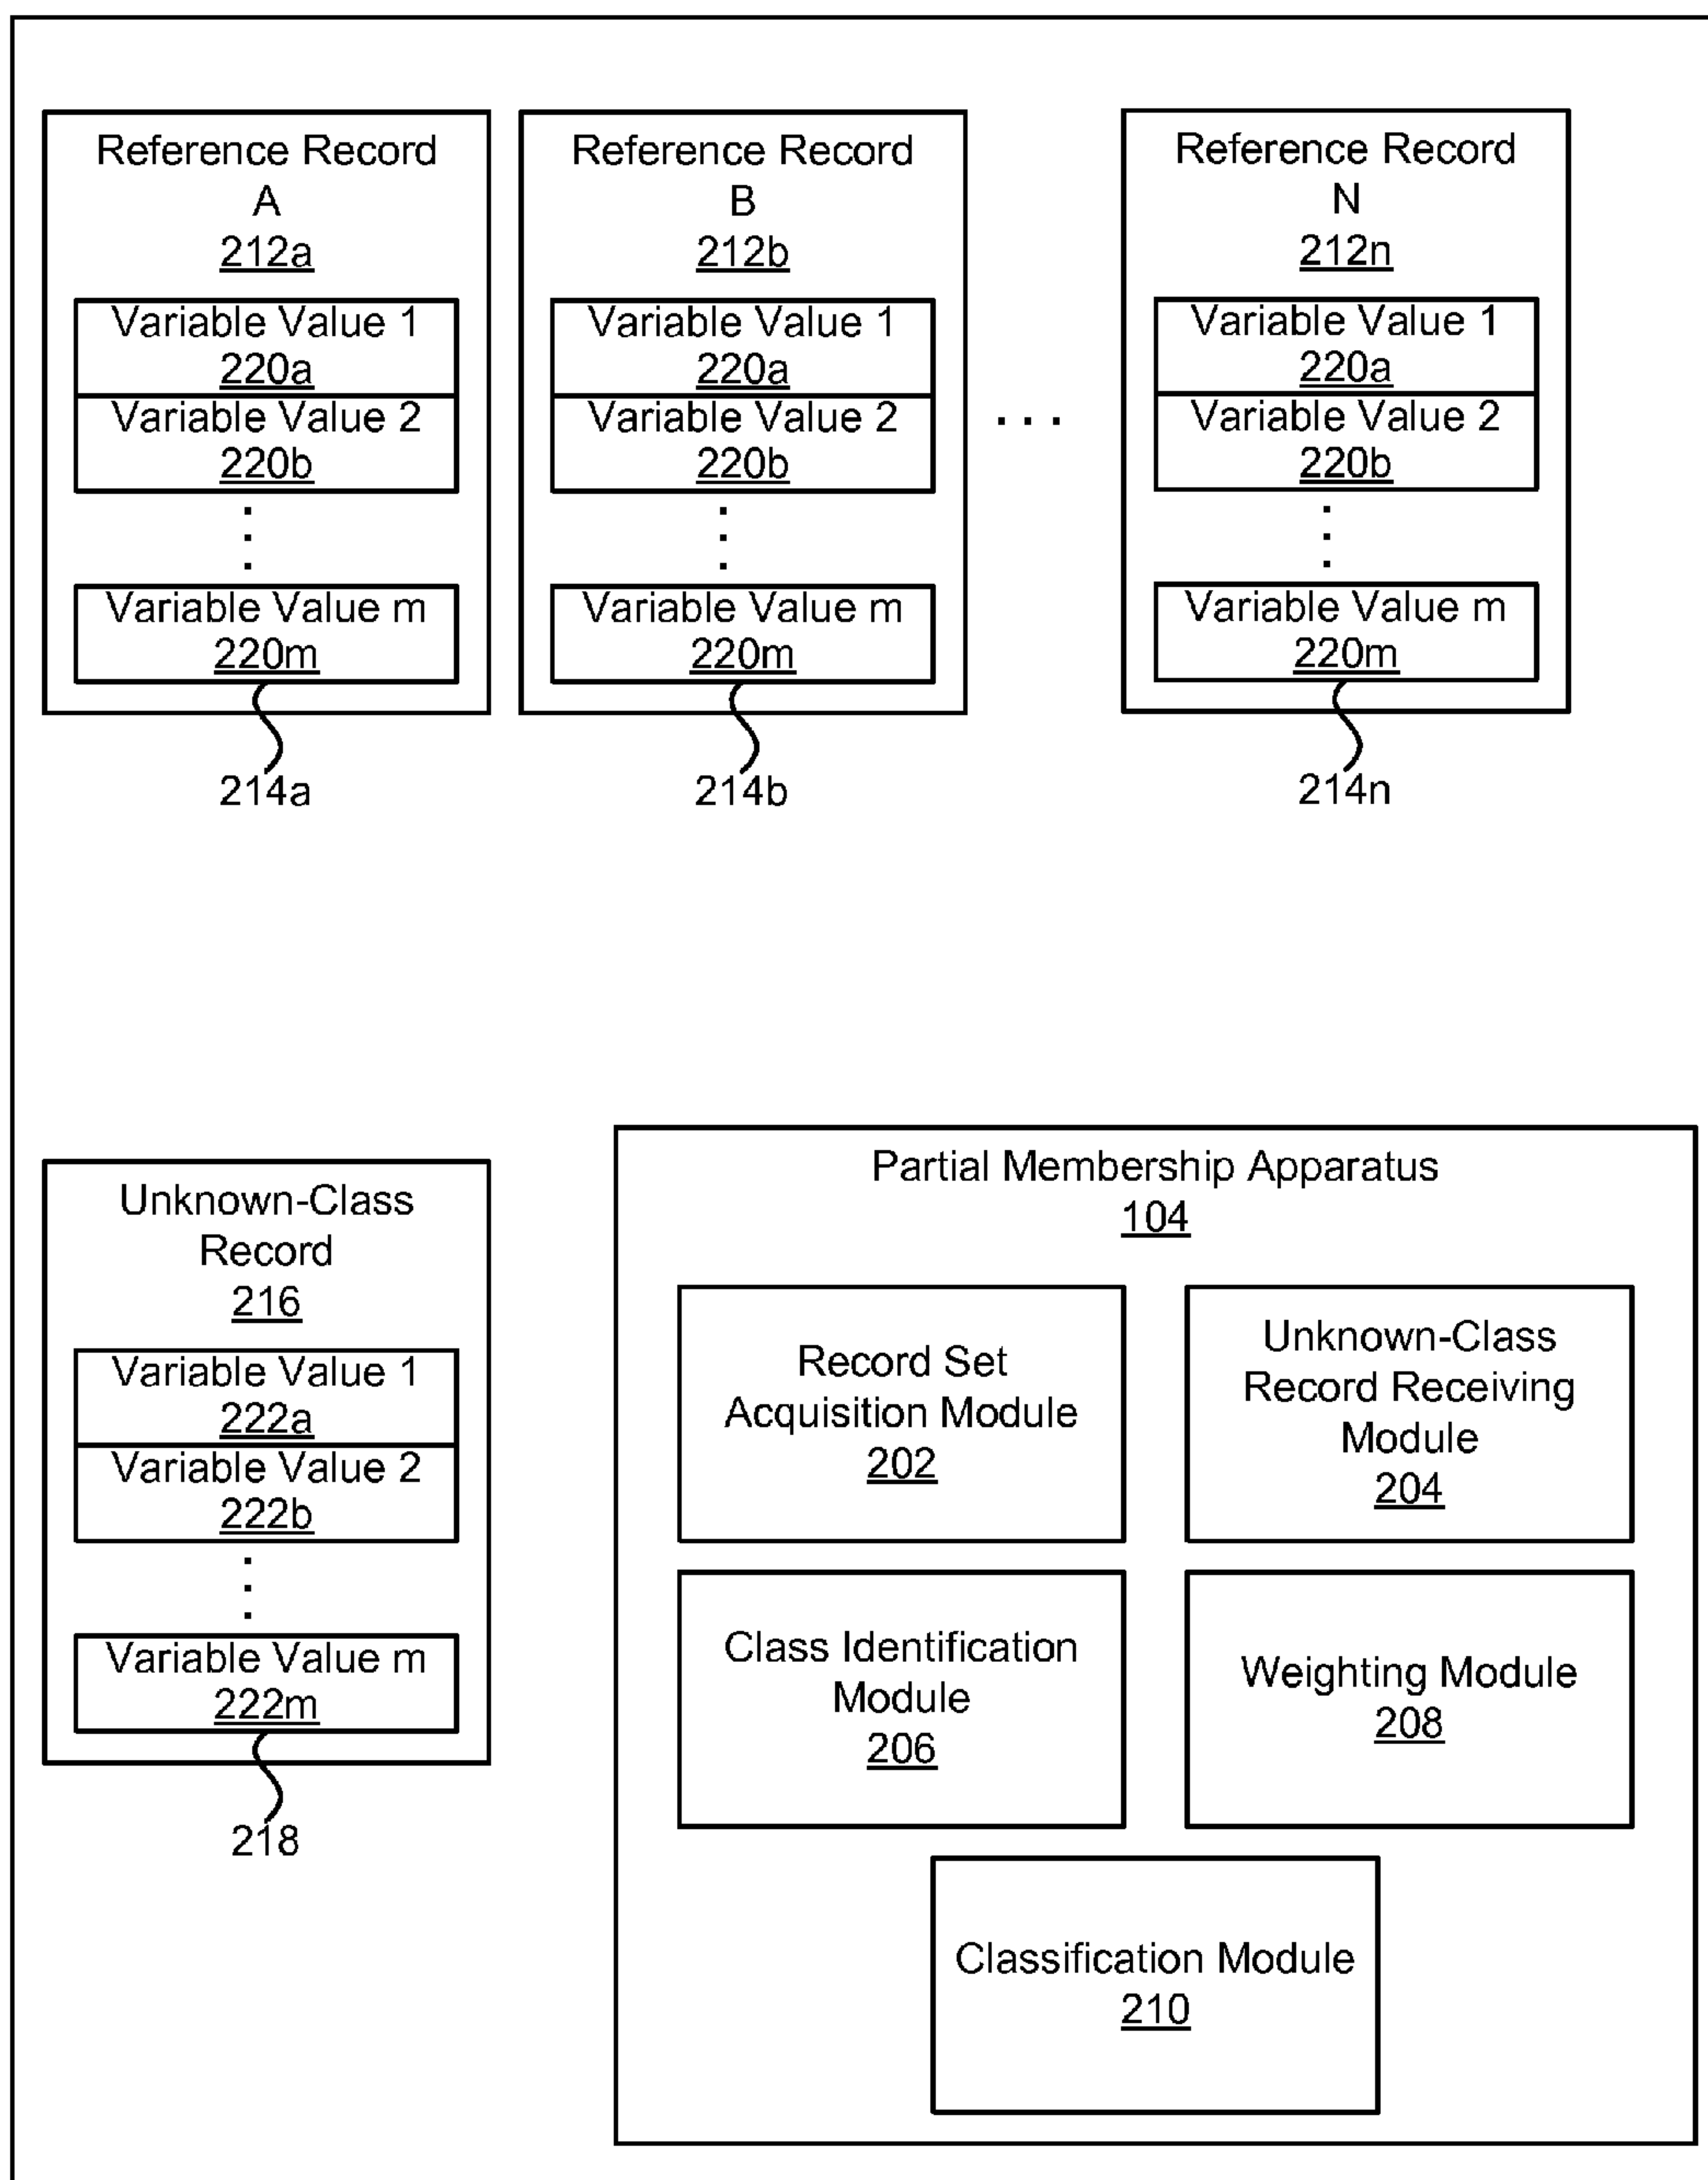 Reference Record
A
212a
Variable Value 1
220a
Variable Value 2
220b
Variable Value m
220m
214a
Reference Record
B
212b
Variable Value 1
220a
Variable Value 2
220b
Variable Value m
220m
214b
. . .
Reference Record
N
212n
Variable Value 1
220a
Variable Value 2
220b
Variable Value m
220m
214n
Unknown-Class
Record
216
Variable Value 1
222a
Variable Value 2
222b
Variable Value m
222m
218
Partial Membership Apparatus
104
Record Set
Acquisition Module
202
Unknown-Class
Record Receiving
Module
204
Class Identification
Module
206
Weighting Module
208
Classification Module
210